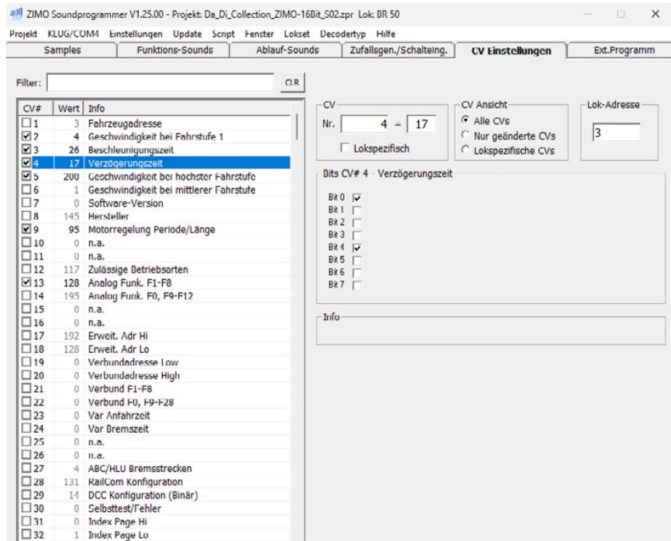 ZIMO Soundprogrammer V1.25.00 - Projekt: Da_Di_Collection_ZIMO-16Bit_S02.zpr Lok: BR 50
Projekt KLUG/COM4 Einstellungen Update Script Fenster Lokset Decodertyp Hilfe
Samples Funktions-Sounds Ablauf-Sounds Zufallsgen./Schalteing. CV Einstellungen Ext.Programm
Filter: CLR
CV# Wert Info
1 3 Fahrzeugadresse
2 4 Geschwindigkeit bei Fahrstufe 1
3 26 Beschleunigungszeit
4 17 Verzögerungszeit
5 200 Geschwindigkeit bei höchster Fahrstufe
6 1 Geschwindigkeit bei mittlerer Fahrstufe
7 0 Software-Version
8 145 Hersteller
9 95 Motorregelung Periode/Länge
10 0 n.a.
11 0 n.a.
12 117 Zulässige Betriebsarten
13 128 Analog Funk. F1-F8
14 195 Analog Funk. F0, F9-F12
15 0 n.a.
16 0 n.a.
17 192 Erweit. Adr Hi
18 128 Erweit. Adr Lo
19 0 Verbundadresse Low
20 0 Verbundadresse High
21 0 Verbund F1-F8
22 0 Verbund F0, F9-F28
23 0 Var Anfahrzeit
24 0 Var Bremszeit
25 0 n.a.
26 0 n.a.
27 4 ABC/HLU Bremsstrecken
28 131 RailCom Konfiguration
29 14 DCC Konfiguration (Binär)
30 0 Selbsttest/Fehler
31 0 Index Page Hi
32 1 Index Page Lo
CV
Nr. 4 = 17
Lokspezifisch
CV Ansicht
Alle CVs
Nur geänderte CVs
Lokspezifische CVs
Lok-Adresse
3
Bits CV# 4 - Verzögerungszeit
Bit 0
Bit 1
Bit 2
Bit 3
Bit 4
Bit 5
Bit 6
Bit 7
Info